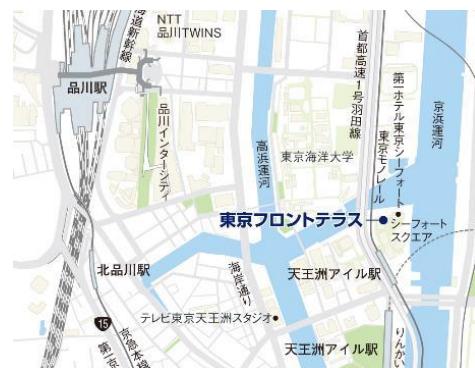 NTT
品川TWINS
海道新幹線
品川駅
品川インターシティ
首都高速1号羽田線
第一ホテル東京シーフォート
東京モノレール
京浜運河
高浜運河
東京海洋大学
東京フロントテラス
シーフォート
スクエア
北品川駅
海岸通り
天王洲アイル駅
テレビ東京天王洲スタジオ
15
京急本線
第一京
天王洲アイル駅
りんかい